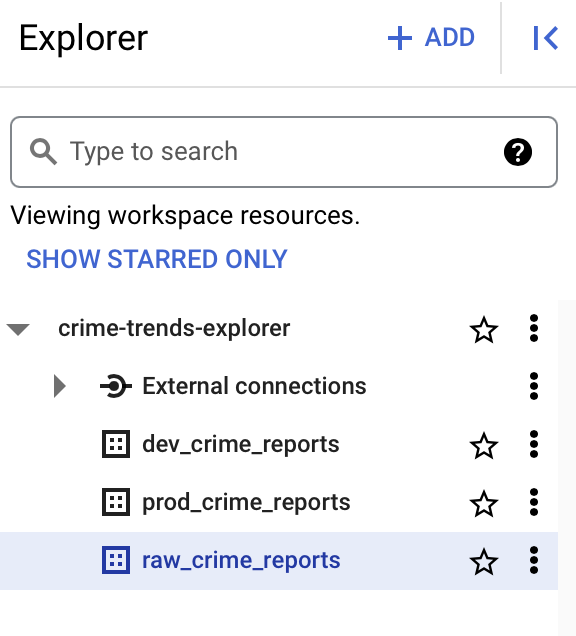 Explorer
+ ADD
Type to search
Viewing workspace resources.
SHOW STARRED ONLY
crime-trends-explorer
External connections
dev_crime_reports
prod_crime_reports
raw_crime_reports